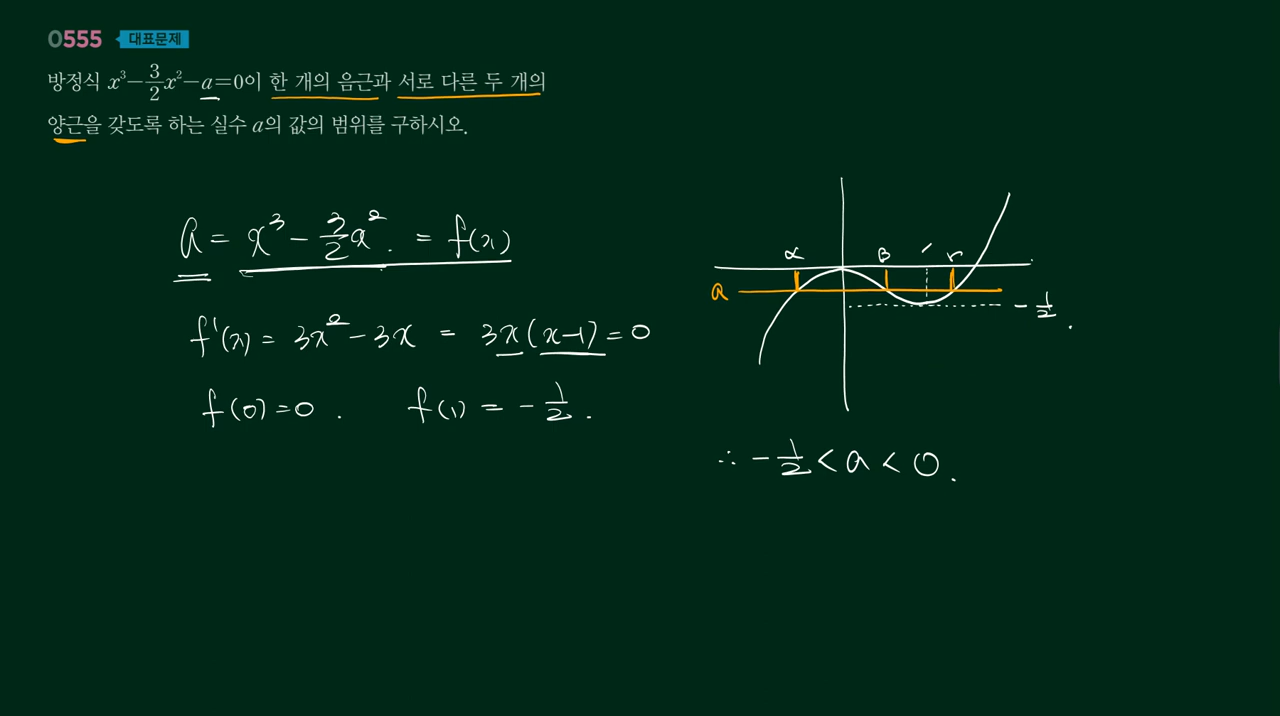 0555 대표문제
방정식 x³-3/2x²-a=0이 한 개의 음근과 서로 다른 두 개의
양근을 갖도록 하는 실수 a의 값의 범위를 구하시오.
a = x³ - 3/2x². = f(x)
f'(x) = 3x² - 3x = 3x(x-1) = 0
f(0) = 0 . f(1) = -1/2 .
α β 1 γ
a
-1/2 .
∴ -1/2 < a < 0 .